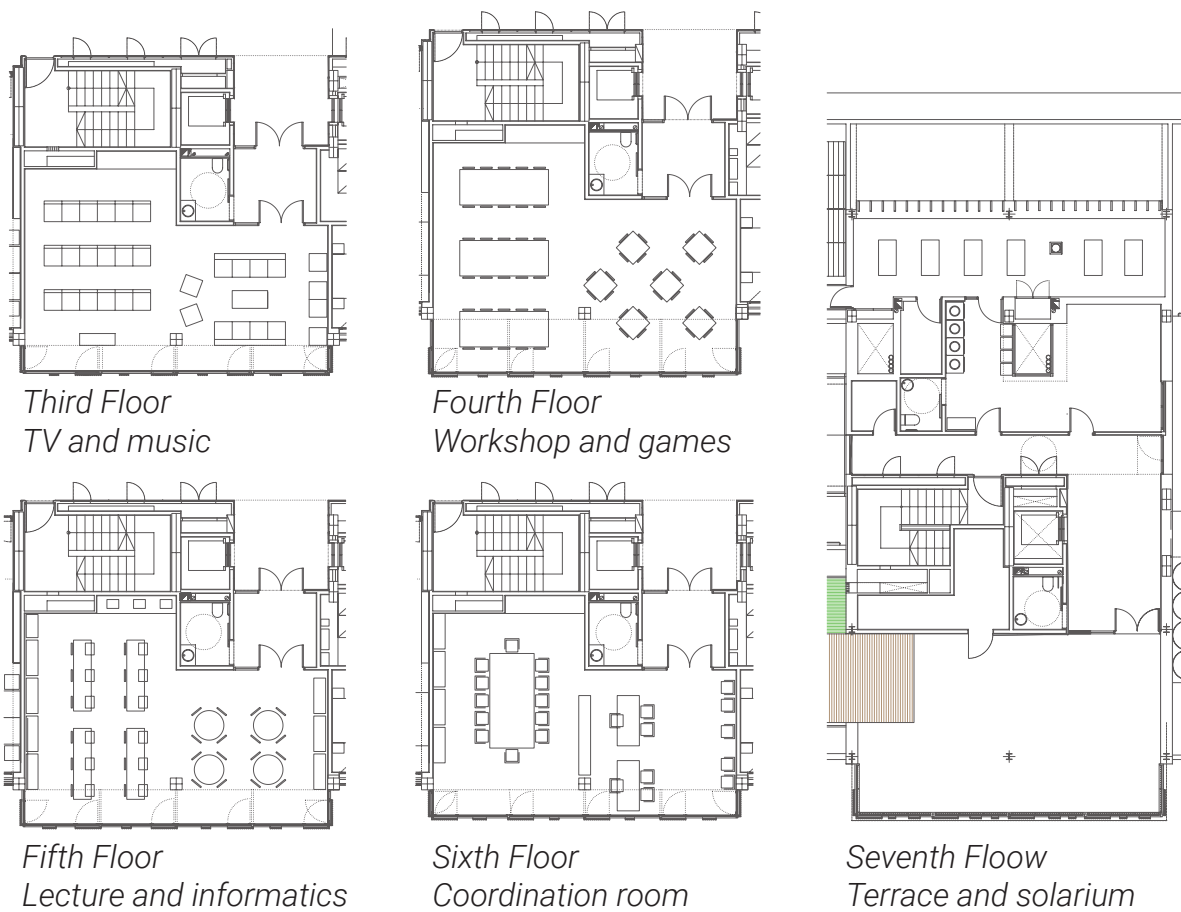 Third Floor
TV and music
Fourth Floor
Workshop and games
Fifth Floor
Lecture and informatics
Sixth Floor
Coordination room
Seventh Floow
Terrace and solarium